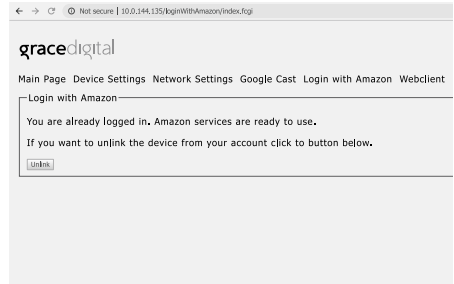 Not secure | 10.0.144.135/loginWithAmazon/index.fcgi
gracedigital
Main Page Device Settings Network Settings Google Cast Login with Amazon Webclient
Login with Amazon
You are already logged in. Amazon services are ready to use.
If you want to unlink the device from your account click to button below.
Unlink